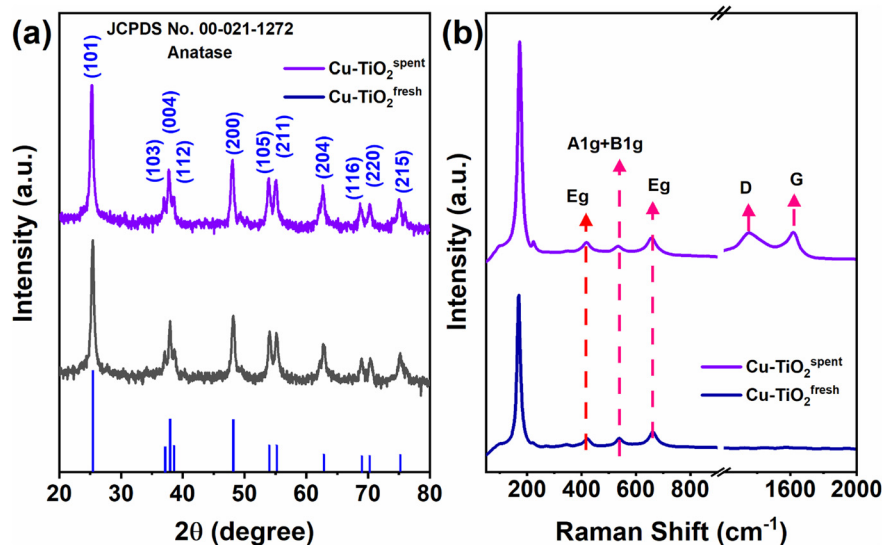 (a)
JCPDS No. 00-021-1272
Anatase
Cu-TiO₂ˢᵖᵉⁿᵗ
Cu-TiO₂ᶠʳᵉˢʰ
(101)
(103)
(004)
(112)
(200)
(105)
(211)
(204)
(116)
(220)
(215)
Intensity (a.u.)
20 30 40 50 60 70 80
2θ (degree)
(b)
A1g+B1g
Eg
Eg
D
G
Cu-TiO₂ˢᵖᵉⁿᵗ
Cu-TiO₂ᶠʳᵉˢʰ
Intensity (a.u.)
200 400 600 800 1600 2000
Raman Shift (cm⁻¹)